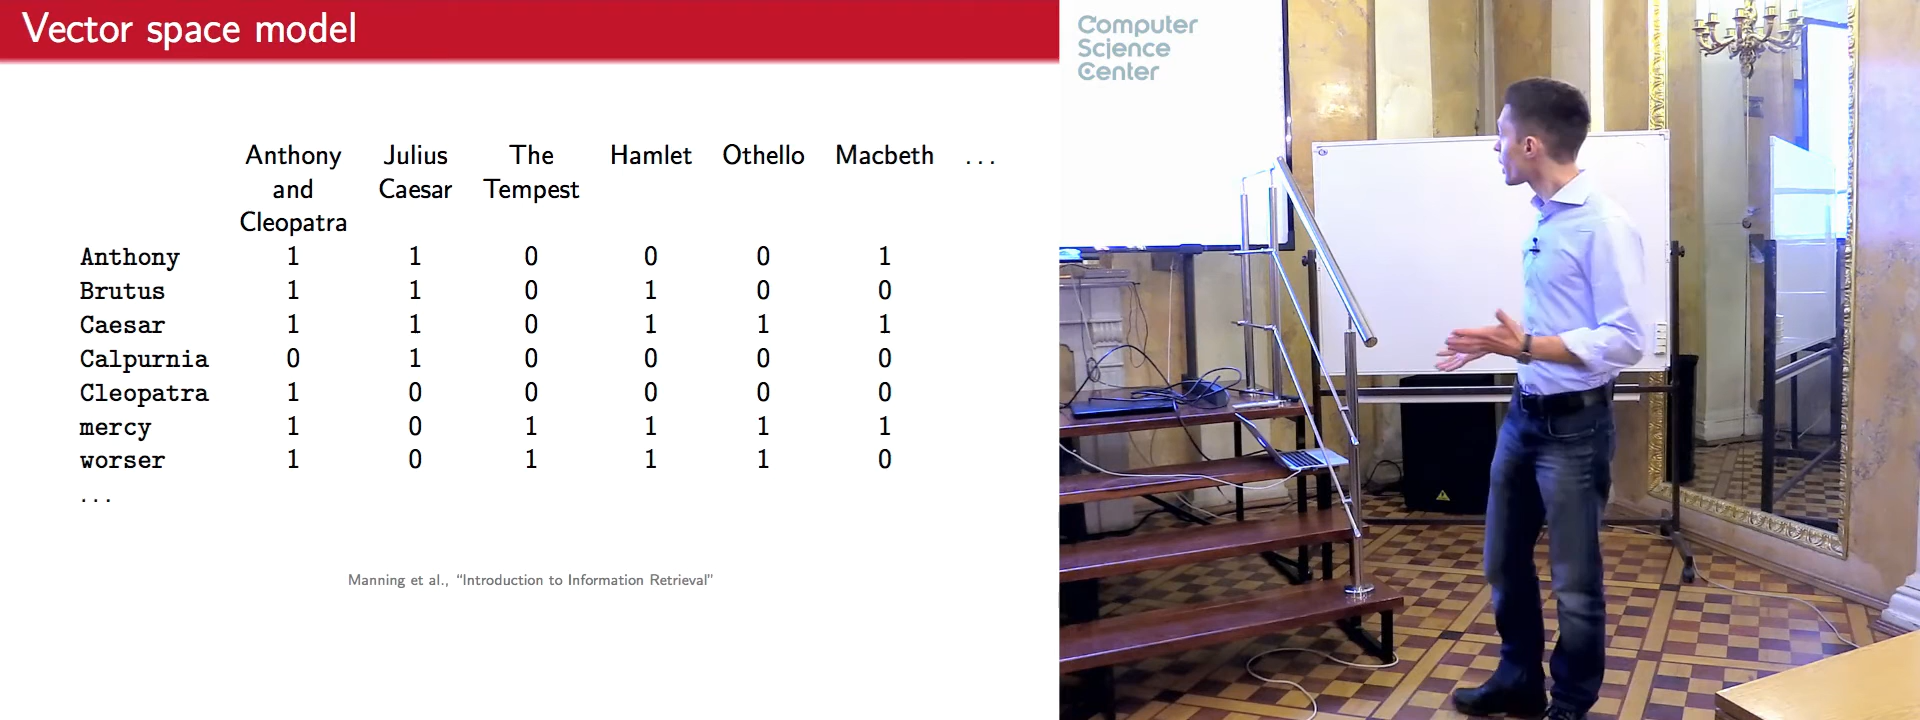 Vector space model
Anthony and Cleopatra Julius Caesar The Tempest Hamlet Othello Macbeth ...
Anthony 1 1 0 0 0 1
Brutus 1 1 0 1 0 0
Caesar 1 1 0 1 1 1
Calpurnia 0 1 0 0 0 0
Cleopatra 1 0 0 0 0 0
mercy 1 0 1 1 1 1
worser 1 0 1 1 1 0
...
Manning et al., “Introduction to Information Retrieval”
Computer
Science
Center